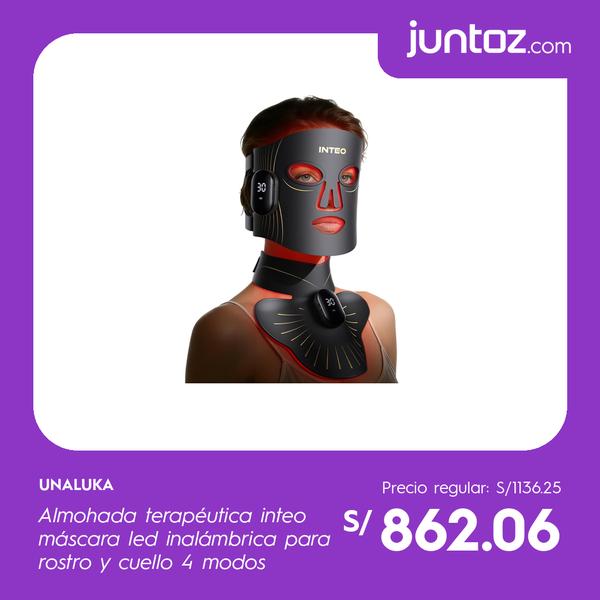 juntoz.com
INTEO
30
30
UNALUKA
Almohada terapéutica inteo
máscara led inalámbrica para
rostro y cuello 4 modos
Precio regular: S/1136.25
S/ 862.06